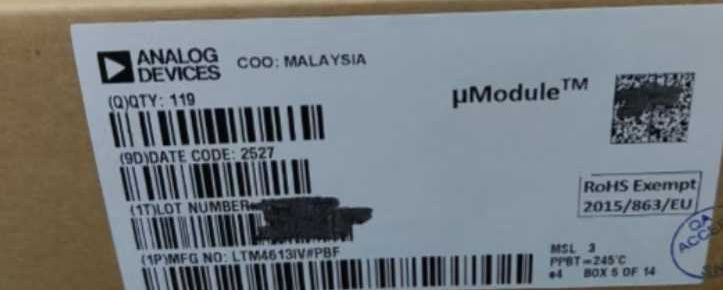 ANALOG
DEVICES
COO: MALAYSIA
(Q)QTY: 119
µModule™
(9D)DATE CODE: 2527
(1T)LOT NUMBER
RoHS Exempt
2015/863/EU
(1P)MFG NO: LTM4613IV#PBF
MSL 3
PPBT=245°C
e4 BOX 5 OF 14
QA